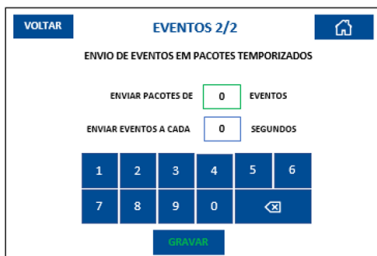 VOLTAR EVENTOS 2/2
ENVIO DE EVENTOS EM PACOTES TEMPORIZADOS
ENVIAR PACOTES DE 0 EVENTOS
ENVIAR EVENTOS A CADA 0 SEGUNDOS
1 2 3 4 5 6
7 8 9 0
GRAVAR